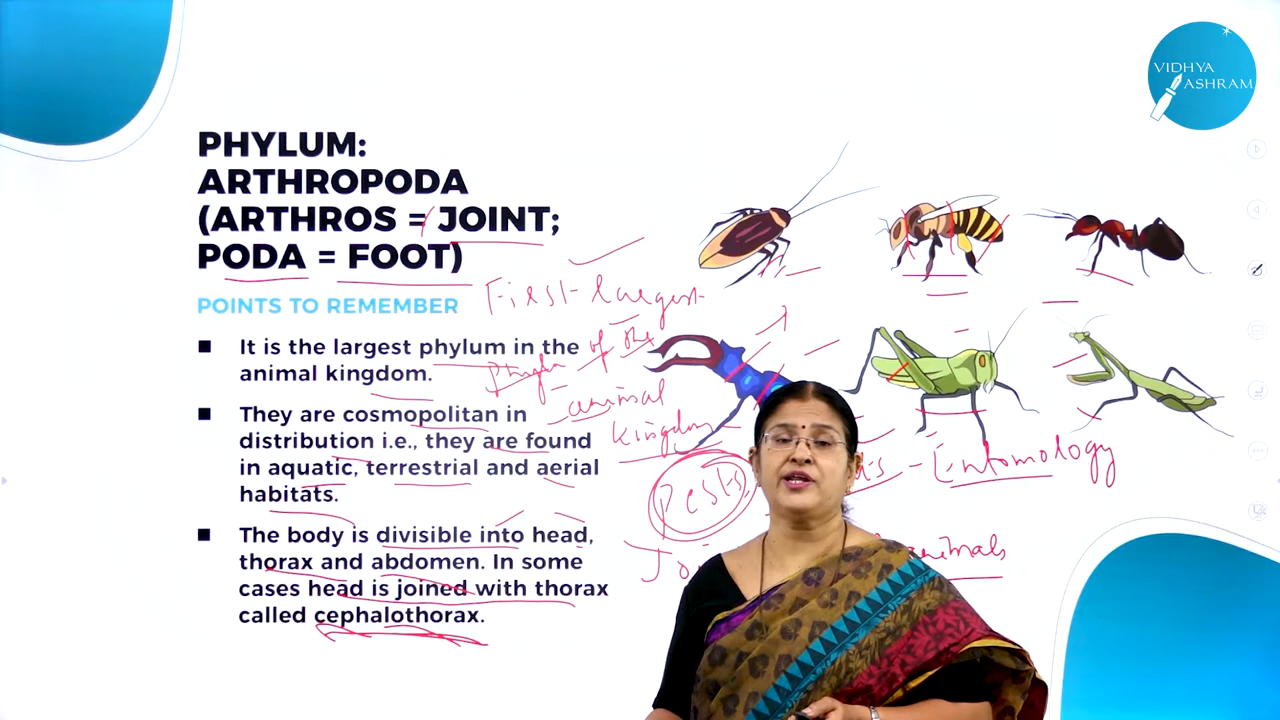 VIDHYA
ASHRAM
PHYLUM:
ARTHROPODA
(ARTHROS = JOINT;
PODA = FOOT)
POINTS TO REMEMBER
■ It is the largest phylum in the
animal kingdom.
■ They are cosmopolitan in
distribution i.e., they are found
in aquatic, terrestrial and aerial
habitats.
■ The body is divisible into head,
thorax and abdomen. In some
cases head is joined with thorax
called cephalothorax.
First largest
of the
animal
kingdom
Pests
- Entomology
animals